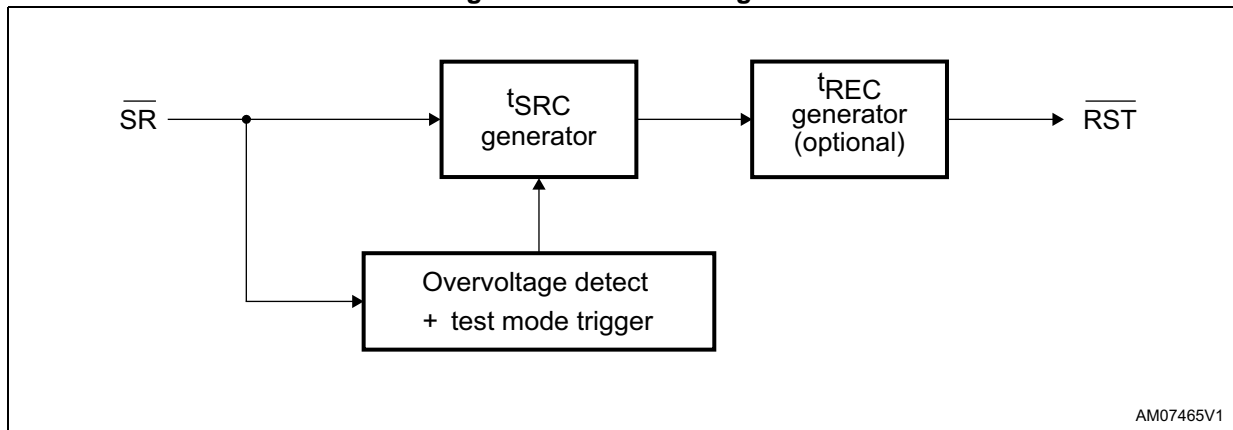 SR
tSRC
generator
tREC
generator
(optional)
RST
Overvoltage detect
+ test mode trigger
AM07465V1